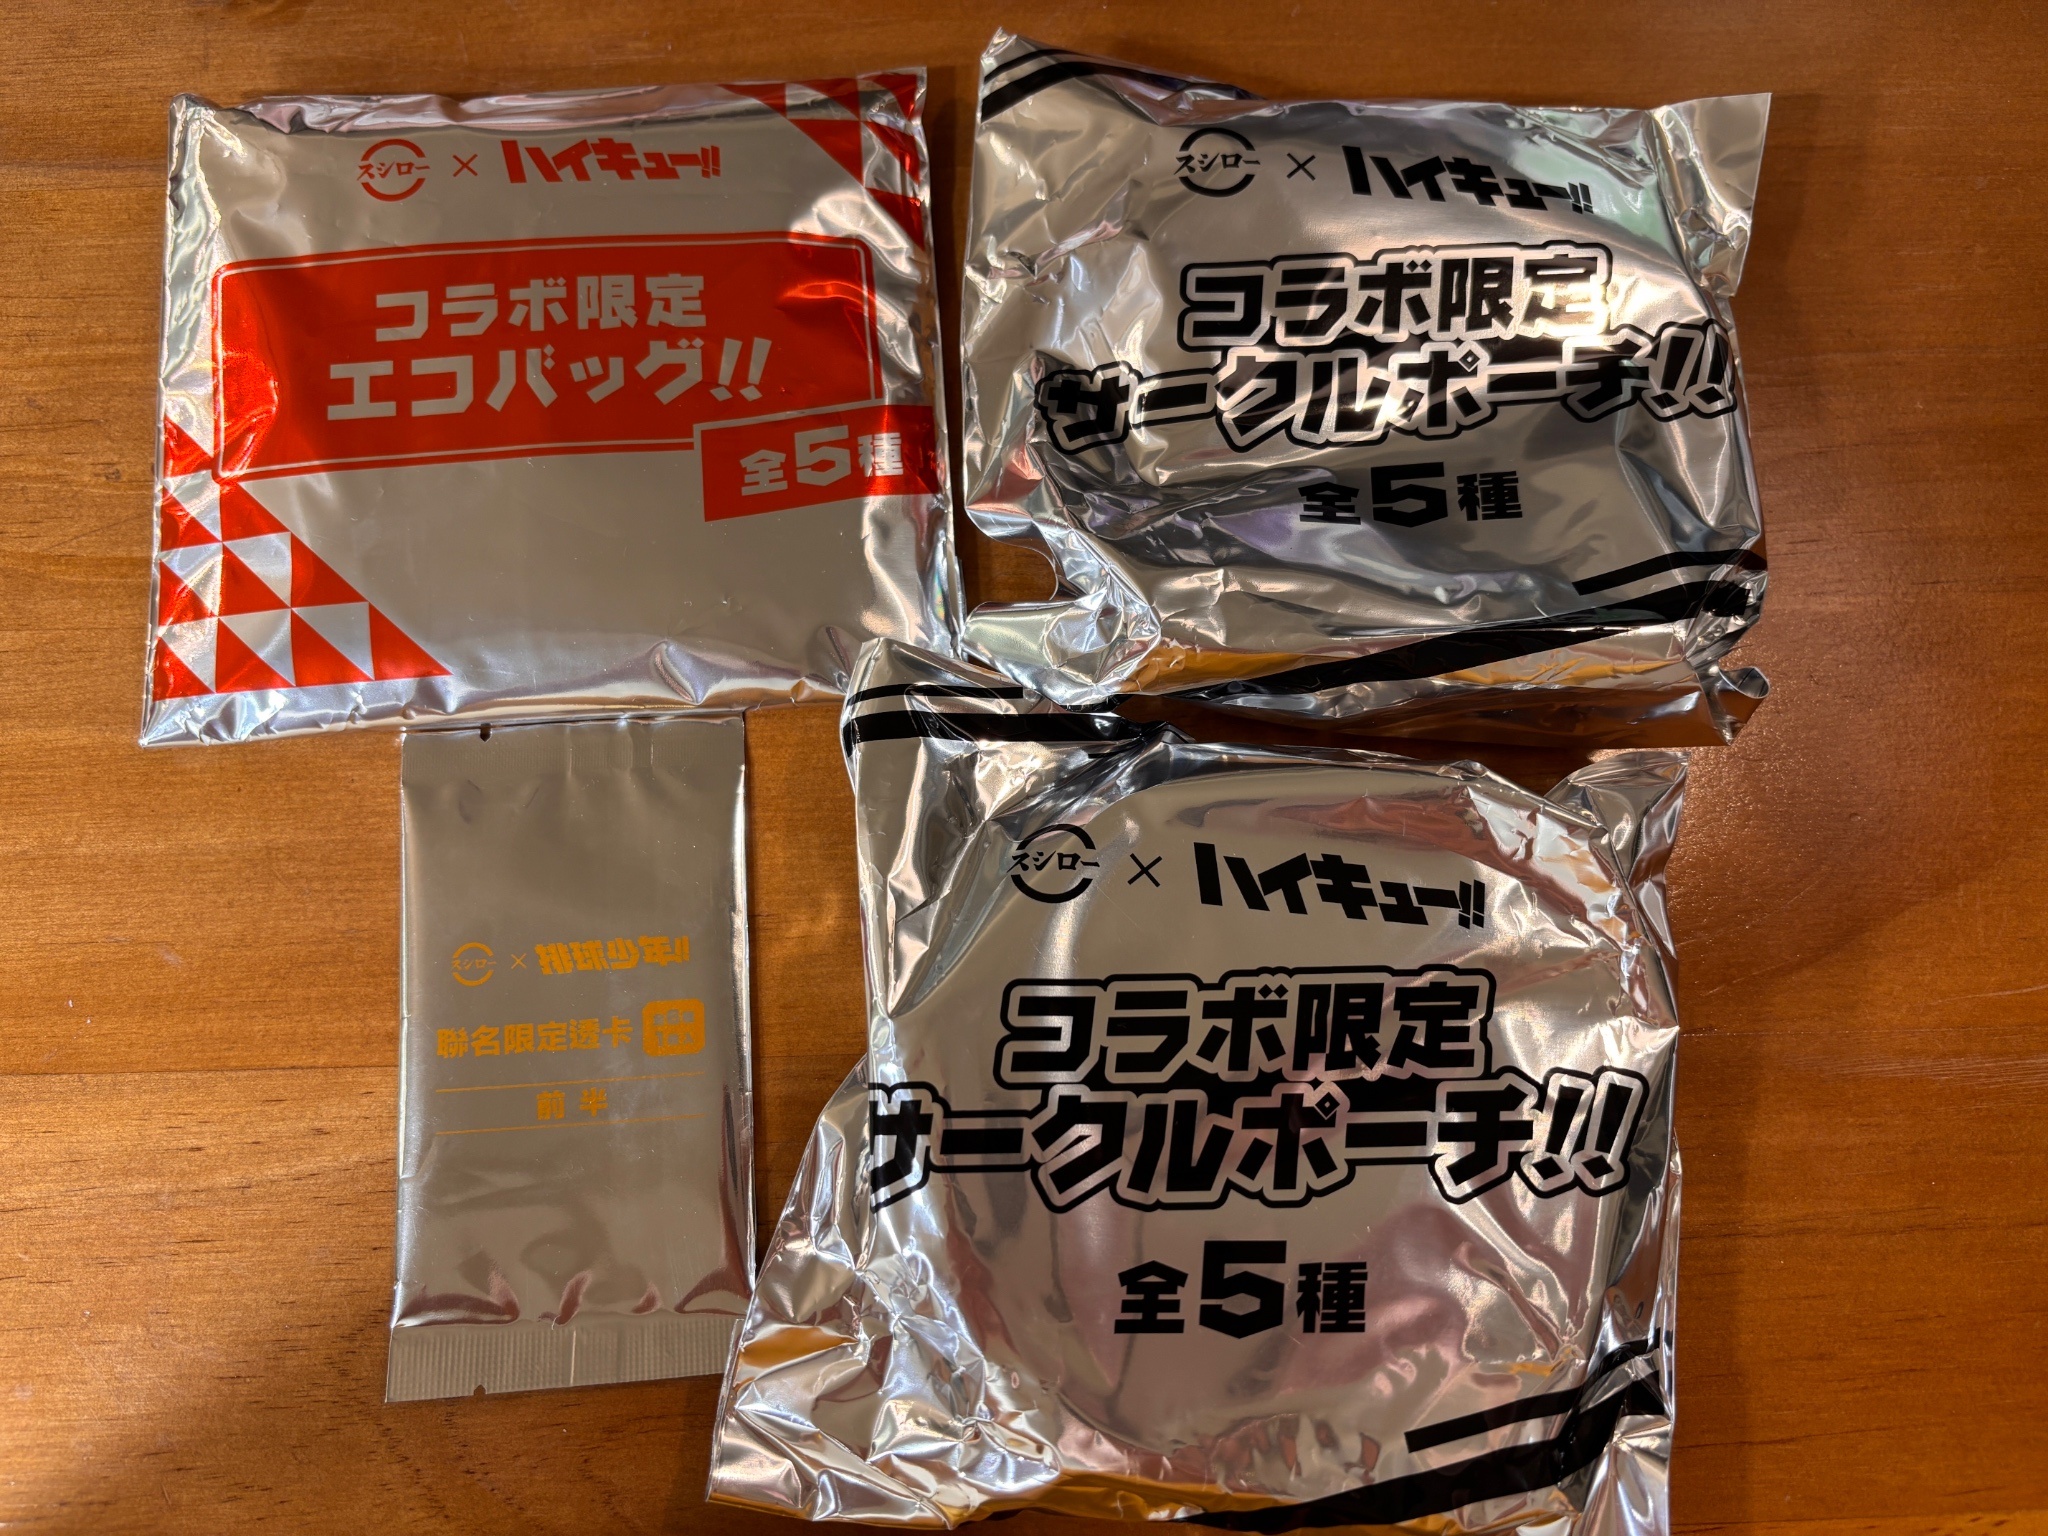 スシロー × ハイキュー!!
コラボ限定
エコバッグ!!
全5種
スシロー × ハイキュー!!
コラボ限定
サークルポーチ!!
全5種
スシロー × 排球少年!!
聯名限定透卡
前半
スシロー × ハイキュー!!
コラボ限定
サークルポーチ!!
全5種